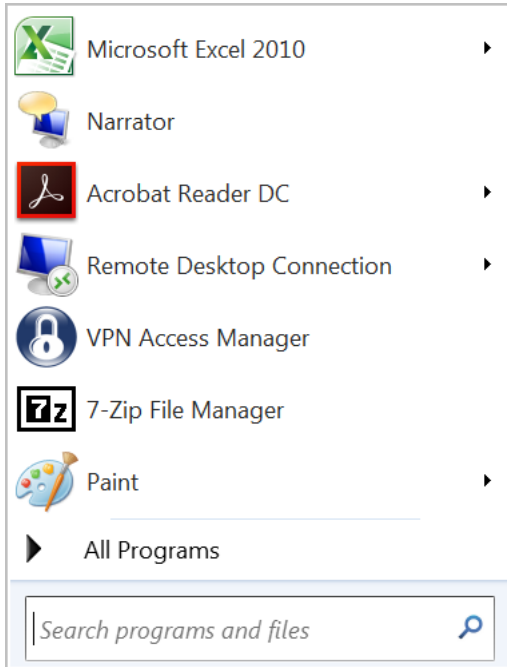 Microsoft Excel 2010
Narrator
Acrobat Reader DC
Remote Desktop Connection
VPN Access Manager
7z 7-Zip File Manager
Paint
All Programs
Search programs and files